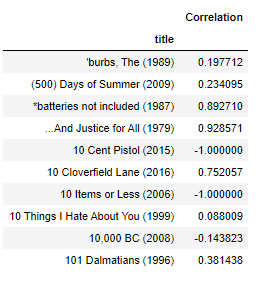 Correlation
title
'burbs, The (1989) 0.197712
(500) Days of Summer (2009) 0.234095
*batteries not included (1987) 0.892710
...And Justice for All (1979) 0.928571
10 Cent Pistol (2015) -1.000000
10 Cloverfield Lane (2016) 0.752057
10 Items or Less (2006) -1.000000
10 Things I Hate About You (1999) 0.088009
10,000 BC (2008) -0.143823
101 Dalmatians (1996) 0.381438